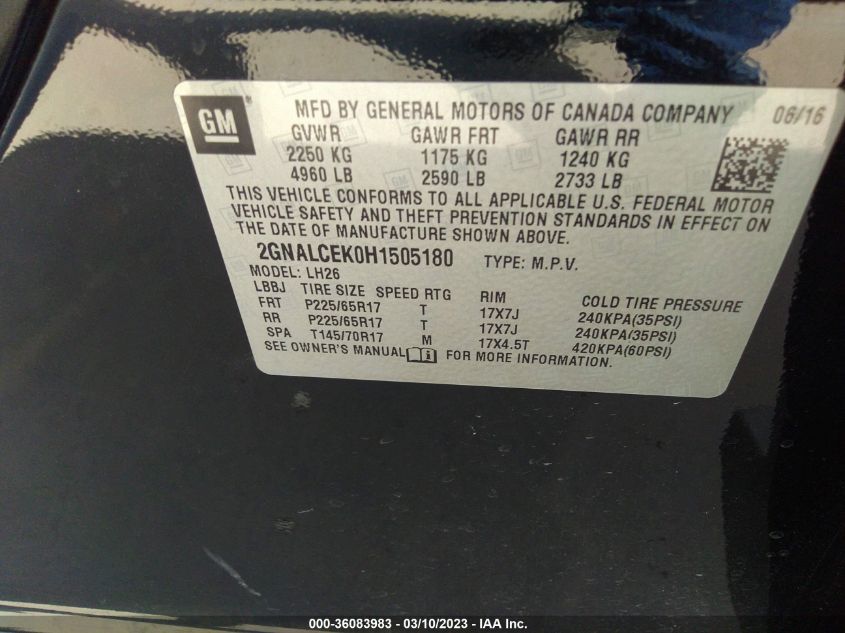 GM ® MFD BY GENERAL MOTORS OF CANADA COMPANY 06/16
GVWR GAWR FRT GAWR RR
2250 KG 1175 KG 1240 KG
4960 LB 2590 LB 2733 LB
THIS VEHICLE CONFORMS TO ALL APPLICABLE U.S. FEDERAL MOTOR
VEHICLE SAFETY AND THEFT PREVENTION STANDARDS IN EFFECT ON
THE DATE OF MANUFACTURE SHOWN ABOVE.
2GNALCEK0H1505180 TYPE: M.P.V.
MODEL: LH26
LBBJ TIRE SIZE SPEED RTG RIM COLD TIRE PRESSURE
FRT P225/65R17 T 17X7J 240KPA(35PSI)
RR P225/65R17 T 17X7J 240KPA(35PSI)
SPA T145/70R17 M 17X4.5T 420KPA(60PSI)
SEE OWNER'S MANUAL FOR MORE INFORMATION.
000-36083983 - 03/10/2023 - IAA Inc.